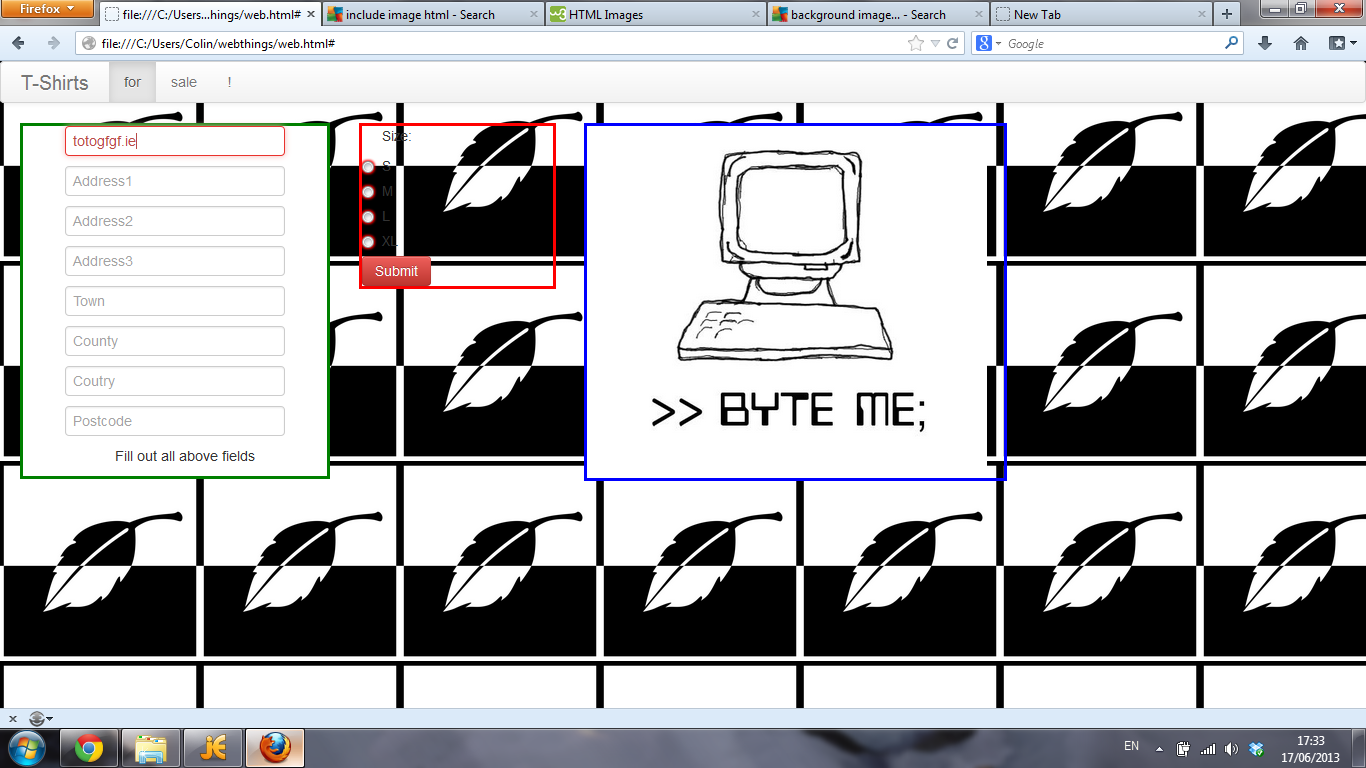 Firefox
file:///C:/Users...hings/web.html#
include image html - Search
HTML Images
background image... - Search
New Tab
file:///C:/Users/Colin/webthings/web.html#
Google
T-Shirts
for
sale
!
totogfgf.ie
Address1
Address2
Address3
Town
County
Coutry
Postcode
Fill out all above fields
Size:
S
M
L
XL
Submit
>> BYTE ME;
EN
17:33
17/06/2013